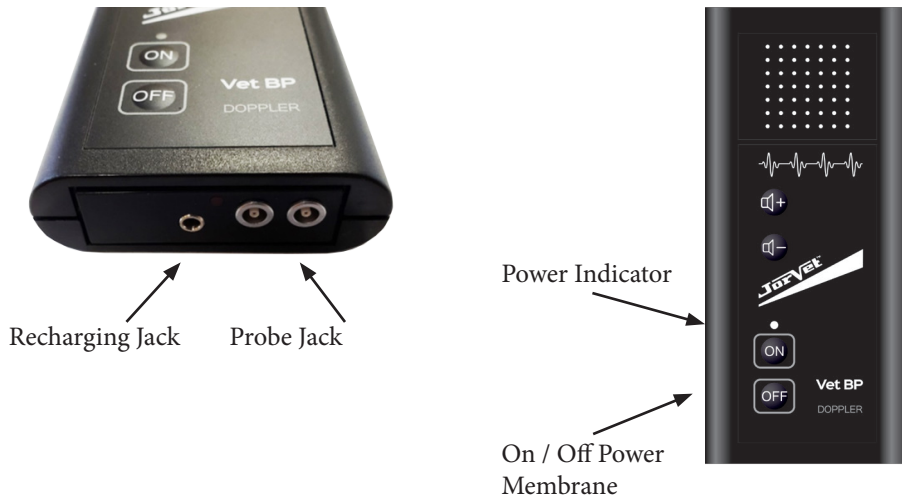 ON
OFF
Vet BP
DOPPLER
Recharging Jack
Probe Jack
+
-
JorVet
Power Indicator
ON
OFF
Vet BP
DOPPLER
On / Off Power
Membrane